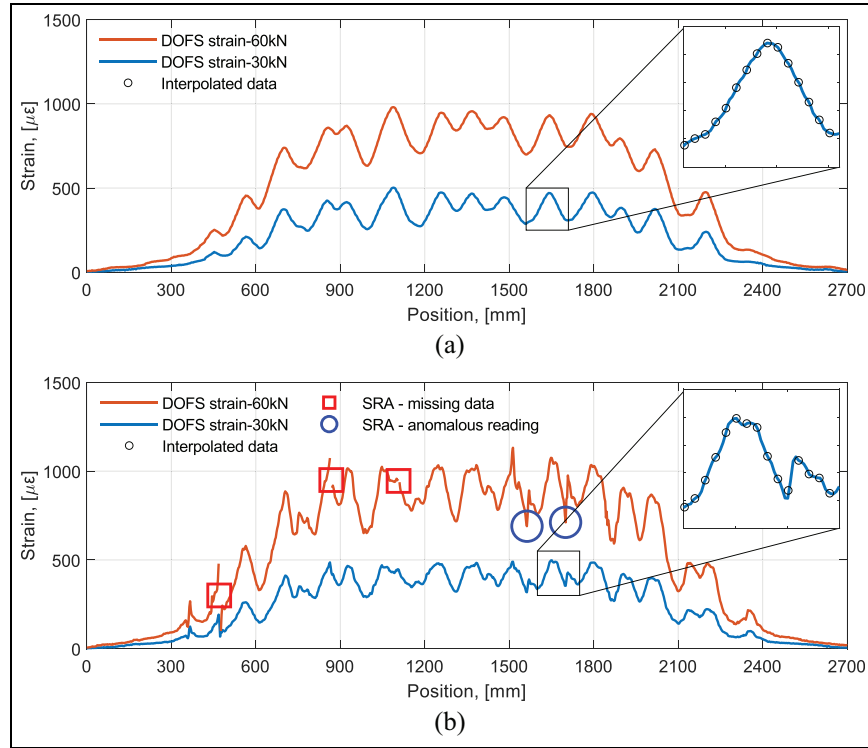 1500
1000
500
0
Strain, [με]
DOFS strain-60kN
DOFS strain-30kN
Interpolated data
0 300 600 900 1200 1500 1800 2100 2400 2700
Position, [mm]
(a)
1500
1000
500
0
Strain, [με]
DOFS strain-60kN SRA - missing data
DOFS strain-30kN SRA - anomalous reading
Interpolated data
0 300 600 900 1200 1500 1800 2100 2400 2700
Position, [mm]
(b)